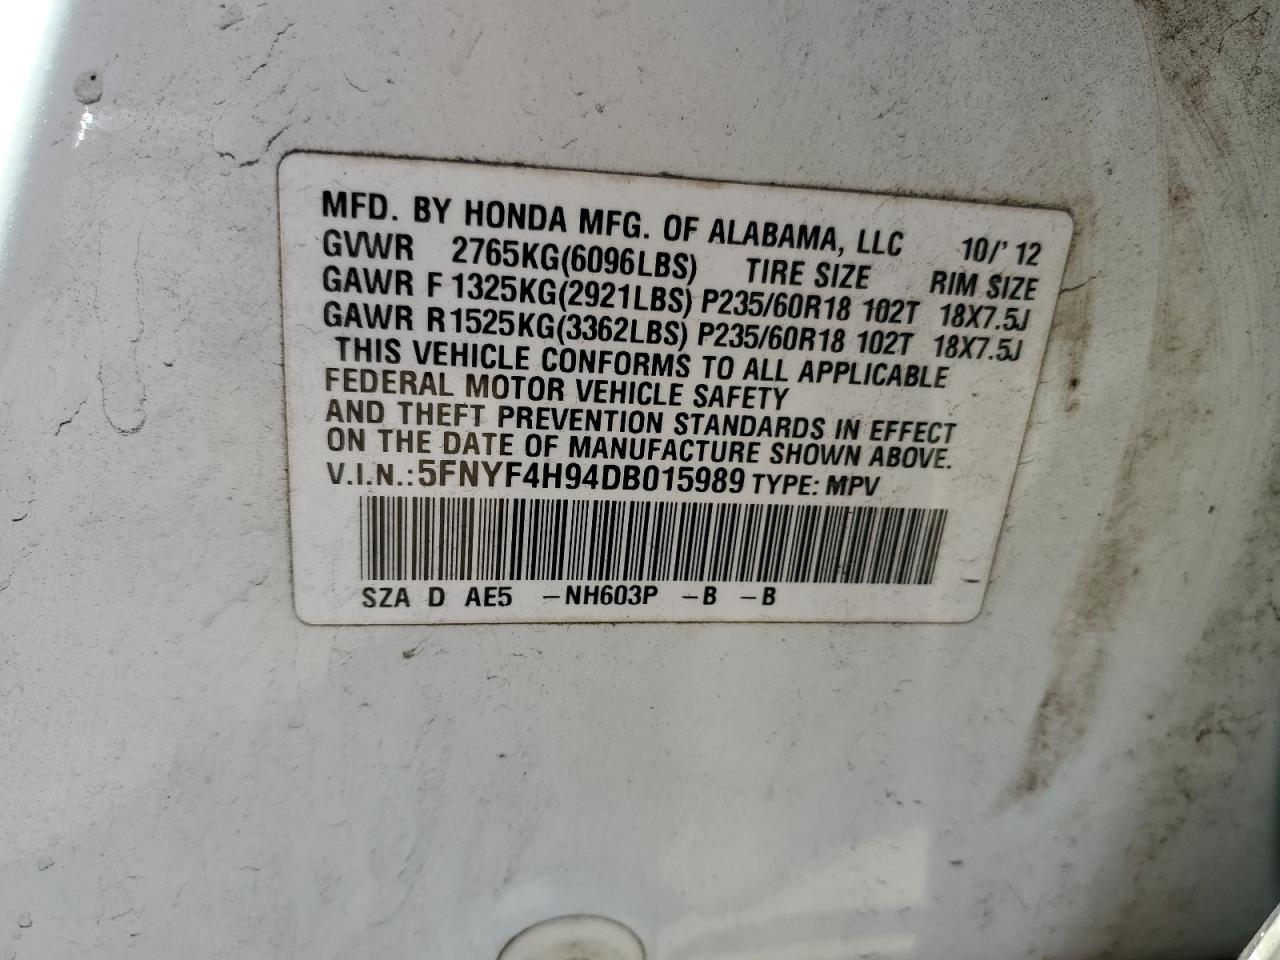 MFD. BY HONDA MFG. OF ALABAMA, LLC 10/'12
GVWR 2765KG(6096LBS) TIRE SIZE RIM SIZE
GAWR F 1325KG(2921LBS) P235/60R18 102T 18X7.5J
GAWR R1525KG(3362LBS) P235/60R18 102T 18X7.5J
THIS VEHICLE CONFORMS TO ALL APPLICABLE
FEDERAL MOTOR VEHICLE SAFETY
AND THEFT PREVENTION STANDARDS IN EFFECT
ON THE DATE OF MANUFACTURE SHOWN ABOVE.
V.I.N.:5FNYF4H94DB015989 TYPE: MPV
SZA D AE5 -NH603P -B -B